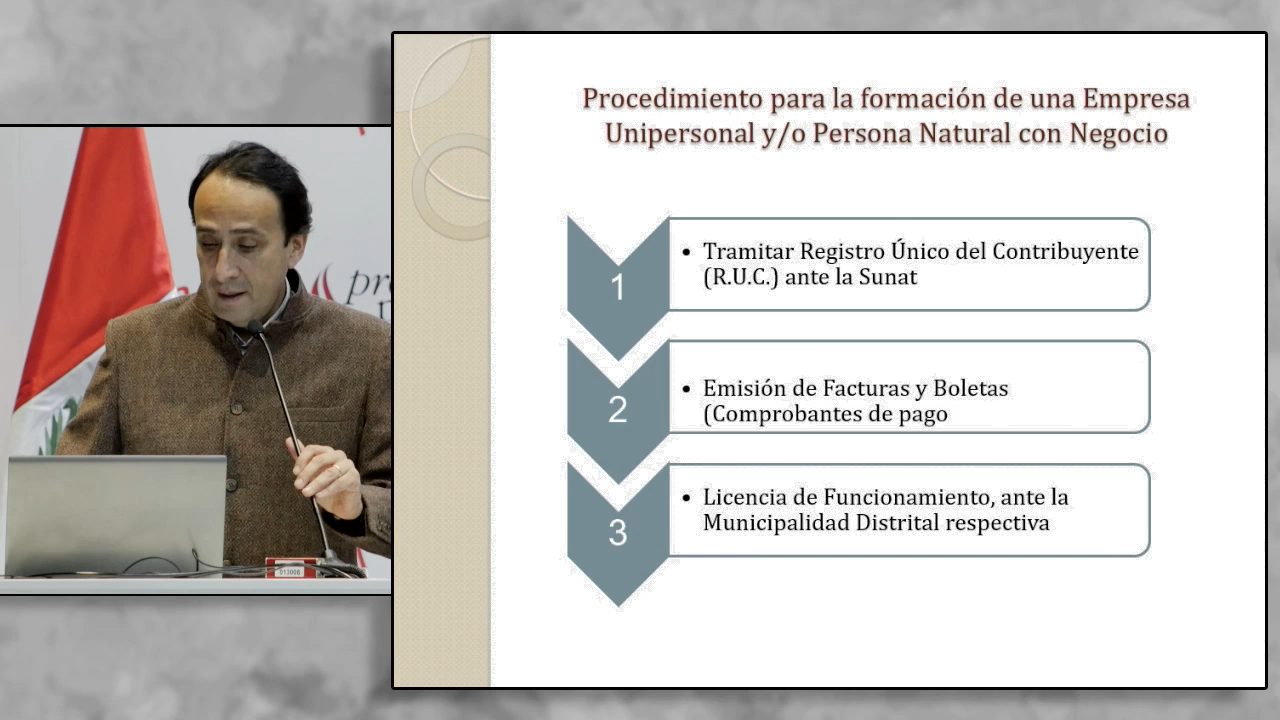 Procedimiento para la formación de una Empresa
Unipersonal y/o Persona Natural con Negocio
1
• Tramitar Registro Único del Contribuyente
(R.U.C.) ante la Sunat
2
• Emisión de Facturas y Boletas
(Comprobantes de pago
3
• Licencia de Funcionamiento, ante la
Municipalidad Distrital respectiva